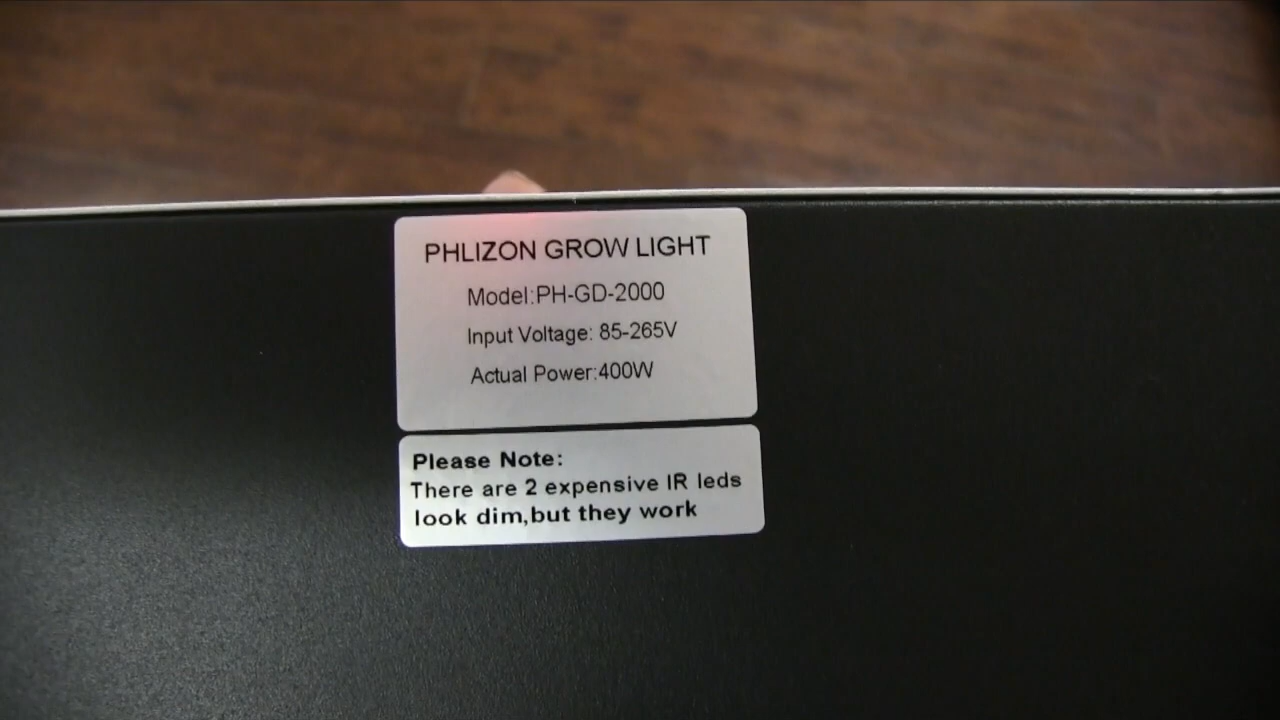 PHLIZON GROW LIGHT
Model:PH-GD-2000
Input Voltage: 85-265V
Actual Power:400W
Please Note:
There are 2 expensive IR leds
look dim,but they work